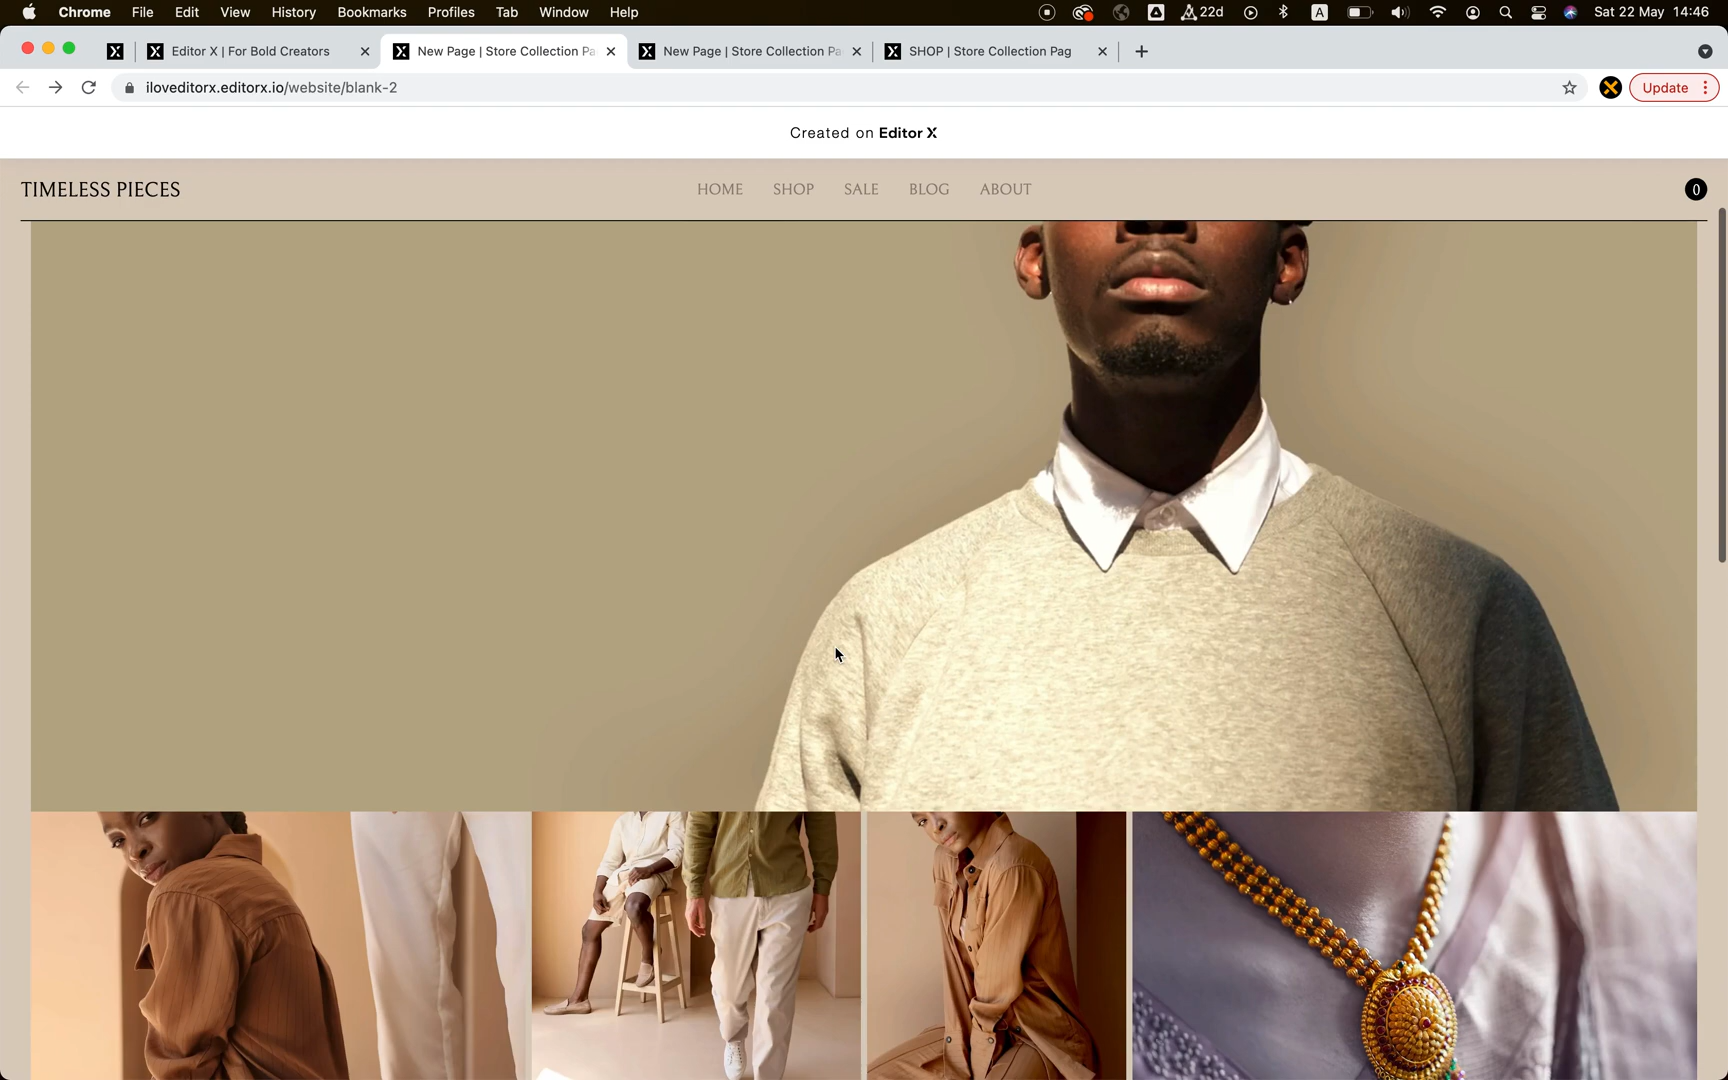 Chrome File Edit View History Bookmarks Profiles Tab Window Help 22d A Sat 22 May 14:46
Editor X | For Bold Creators New Page | Store Collection Pa New Page | Store Collection Pa SHOP | Store Collection Pag
iloveditorx.editorx.io/website/blank-2 Update
Created on Editor X
TIMELESS PIECES HOME SHOP SALE BLOG ABOUT 0